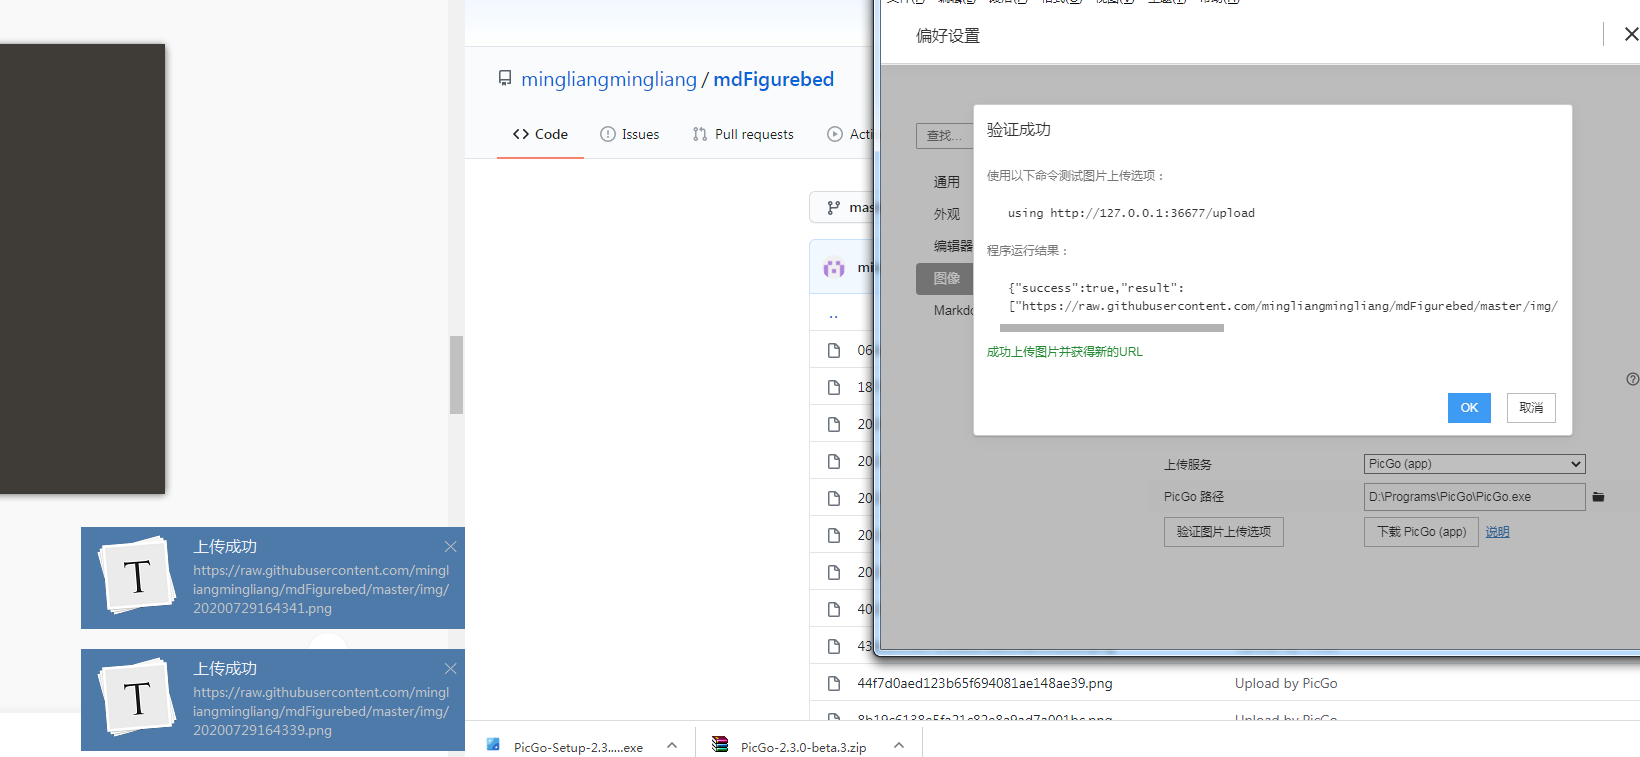 mingliangmingliang / mdFigurebed
Code
Issues
Pull requests
Acti
mas
mi
..
06
18
20
20
20
20
20
40
43
44f7d0aed123b65f694081ae148ae39.png
Upload by PicGo
Upload by PicGo
偏好设置
查找...
通用
外观
编辑器
图像
Markdo
验证成功
使用以下命令测试图片上传选项：
using http://127.0.0.1:36677/upload
程序运行结果：
{"success":true,"result":
["https://raw.githubusercontent.com/mingliangmingliang/mdFigurebed/master/img/
成功上传图片并获得新的URL
OK
取消
上传服务
PicGo (app)
PicGo 路径
D:\Programs\PicGo\PicGo.exe
验证图片上传选项
下载 PicGo (app)
说明
上传成功
https://raw.githubusercontent.com/mingl
iangmingliang/mdFigurebed/master/img/
20200729164341.png
上传成功
https://raw.githubusercontent.com/mingl
iangmingliang/mdFigurebed/master/img/
20200729164339.png
PicGo-Setup-2.3.....exe
PicGo-2.3.0-beta.3.zip